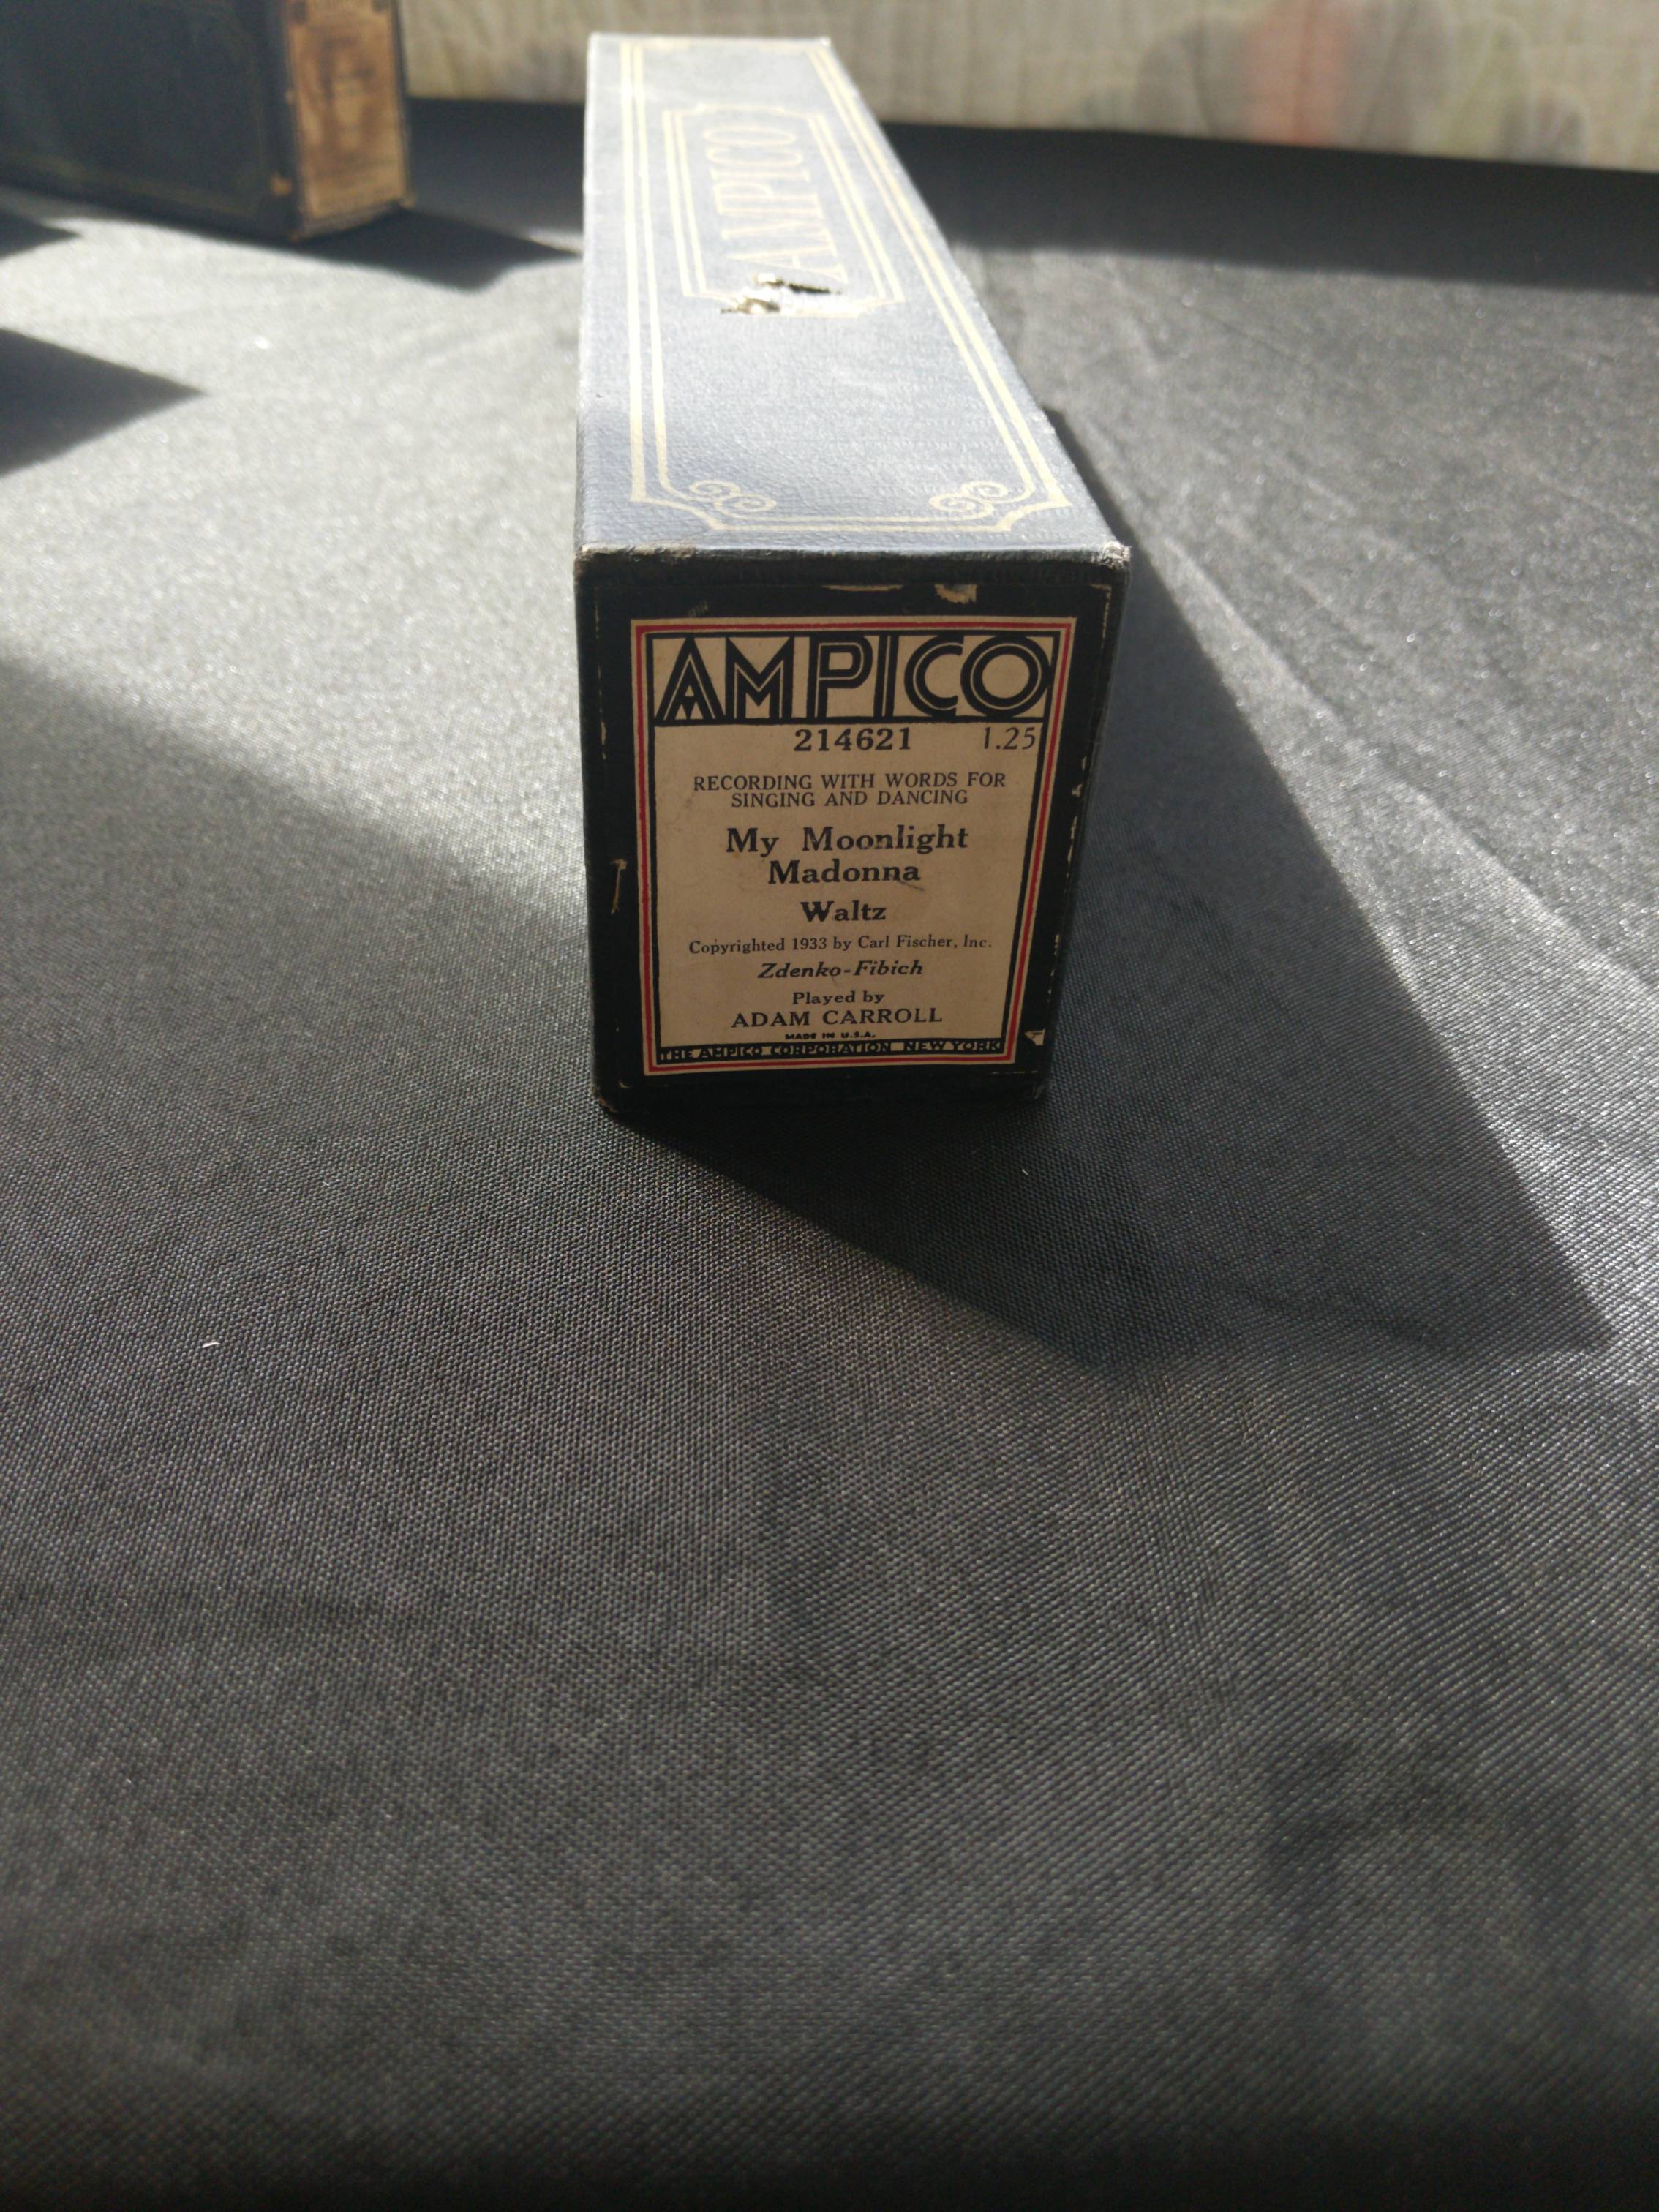 AMPICO
AMPICO
214621 1.25
RECORDING WITH WORDS FOR
SINGING AND DANCING
My Moonlight
Madonna
Waltz
Copyrighted 1933 by Carl Fischer, Inc.
Zdenko-Fibich
Played by
ADAM CARROLL
MADE IN U.S.A.
THE AMPICO CORPORATION NEW YORK